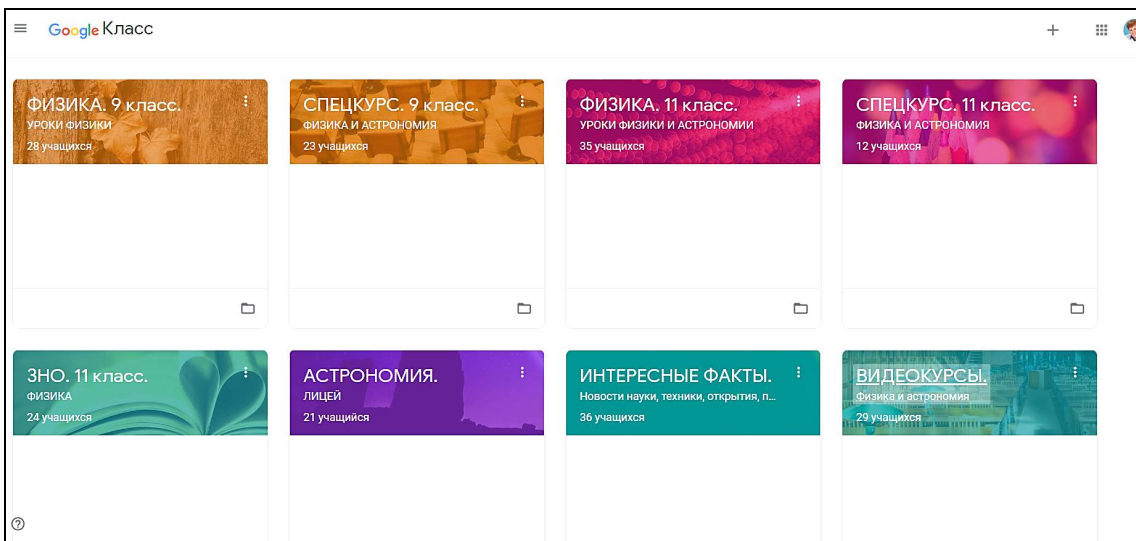 Google Класс
ФИЗИКА. 9 класс.
УРОКИ ФИЗИКИ
28 учащихся
СПЕЦКУРС. 9 класс.
ФИЗИКА И АСТРОНОМИЯ
23 учащихся
ФИЗИКА. 11 класс.
УРОКИ ФИЗИКИ И АСТРОНОМИИ
35 учащихся
СПЕЦКУРС. 11 класс.
ФИЗИКА И АСТРОНОМИЯ
12 учащихся
ЗНО. 11 класс.
ФИЗИКА
24 учащихся
АСТРОНОМИЯ.
ЛИЦЕЙ
21 учащийся
ИНТЕРЕСНЫЕ ФАКТЫ.
Новости науки, техники, открытия, п...
36 учащихся
ВИДЕОКУРСЫ.
Физика и астрономия
29 учащихся